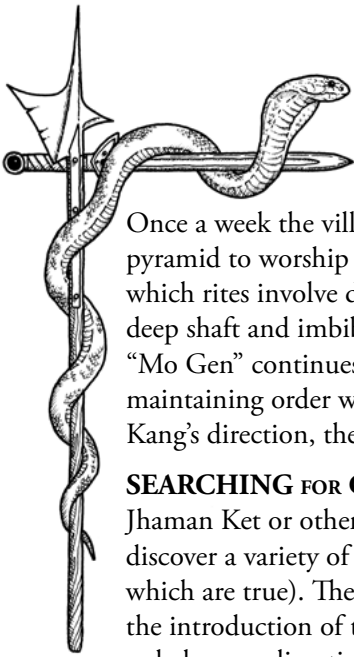 Once a week the vill
pyramid to worship
which rites involve
deep shaft and imbib
“Mo Gen” continues
maintaining order w
Kang’s direction, the
SEARCHING FOR
Jhaman Ket or other
discover a variety of
which are true). The
the introduction of t